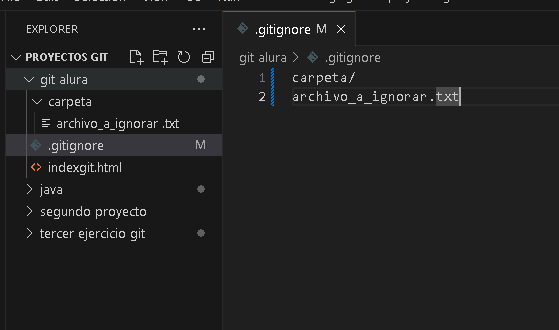 EXPLORER
PROYECTOS GIT
git alura
carpeta
archivo_a_ignorar .txt
.gitignore M
indexgit.html
java
segundo proyecto
tercer ejercicio git
.gitignore M
git alura > .gitignore
1 carpeta/
2 archivo_a_ignorar.txt